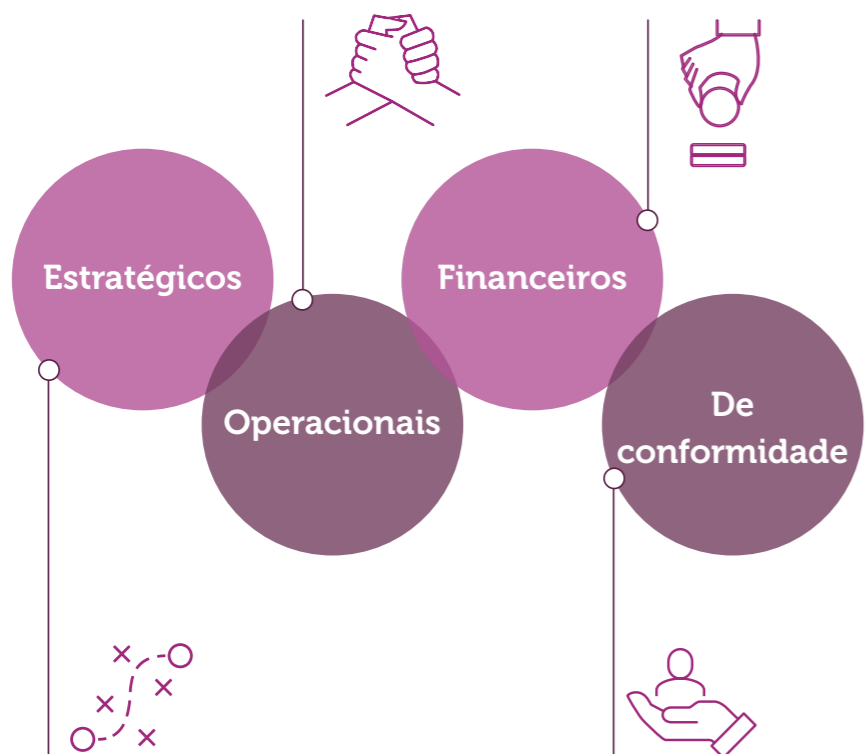 Estratégicos
Operacionais
Financeiros
De
conformidade